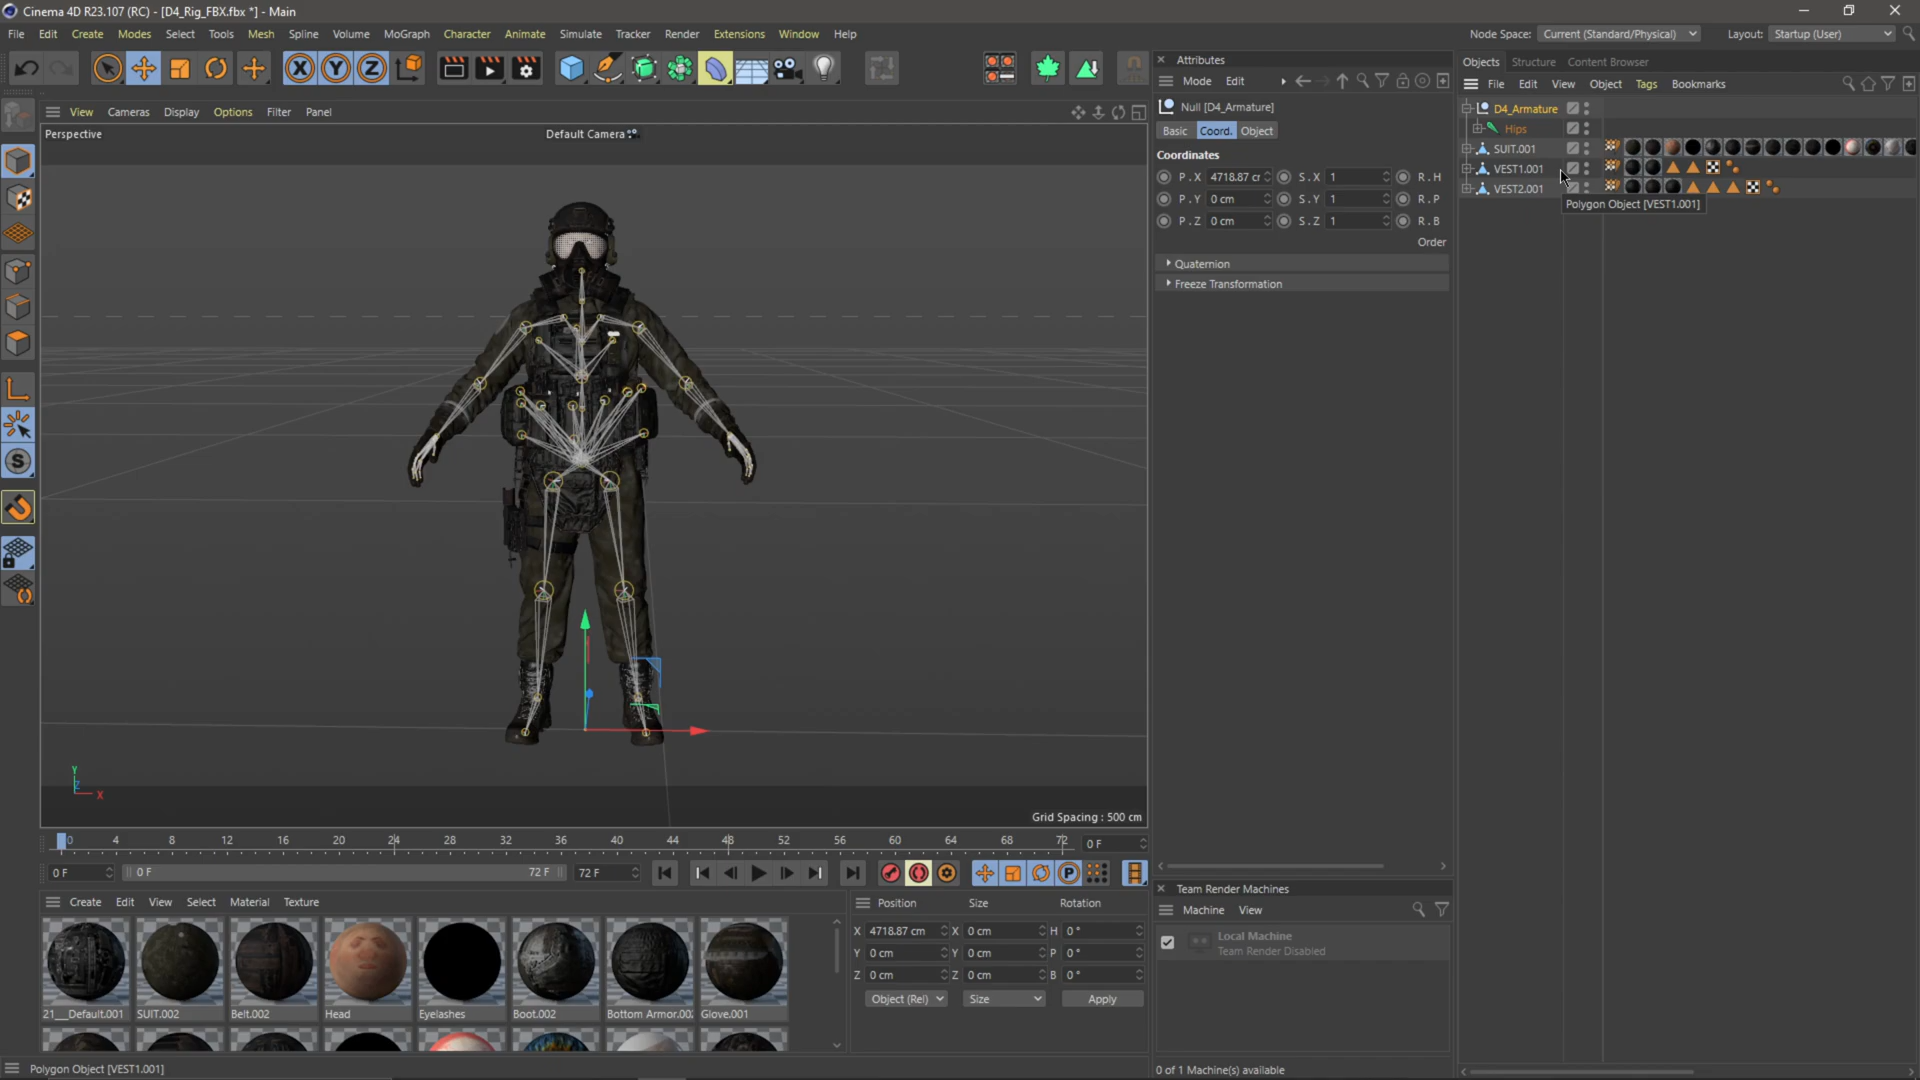 Cinema 4D R23.107 (RC) - [D4_Rig_FBX.fbx *] - Main
File Edit Create Modes Select Tools Mesh Spline Volume MoGraph Character Animate Simulate Tracker Render Extensions Window Help
Node Space: Current (Standard/Physical) Layout: Startup (User)
X Y Z
View Cameras Display Options Filter Panel
Perspective
Default Camera
Grid Spacing : 500 cm
Y
Z
X
S
Attributes
Mode Edit
Null [D4_Armature]
Basic Coord. Object
Coordinates
P . X 4718.87 cr S . X 1 R . H
P . Y 0 cm S . Y 1 R . P
P . Z 0 cm S . Z 1 R . B
Order
Quaternion
Freeze Transformation
Objects Structure Content Browser
File Edit View Object Tags Bookmarks
D4_Armature
Hips
SUIT.001
VEST1.001
VEST2.001
Polygon Object [VEST1.001]
0 4 8 12 16 20 24 28 32 36 40 44 48 52 56 60 64 68 72 0 F
0 F 0 F 72 F 72 F P
Create Edit View Select Material Texture
21__Default.001 SUIT.002 Belt.002 Head Eyelashes Boot.002 Bottom Armor.002 Glove.001
Position Size Rotation
X 4718.87 cm X 0 cm H 0 °
Y 0 cm Y 0 cm P 0 °
Z 0 cm Z 0 cm B 0 °
Object (Rel) Size Apply
Team Render Machines
Machine View
Local Machine
Team Render Disabled
0 of 1 Machine(s) available
Polygon Object [VEST1.001]